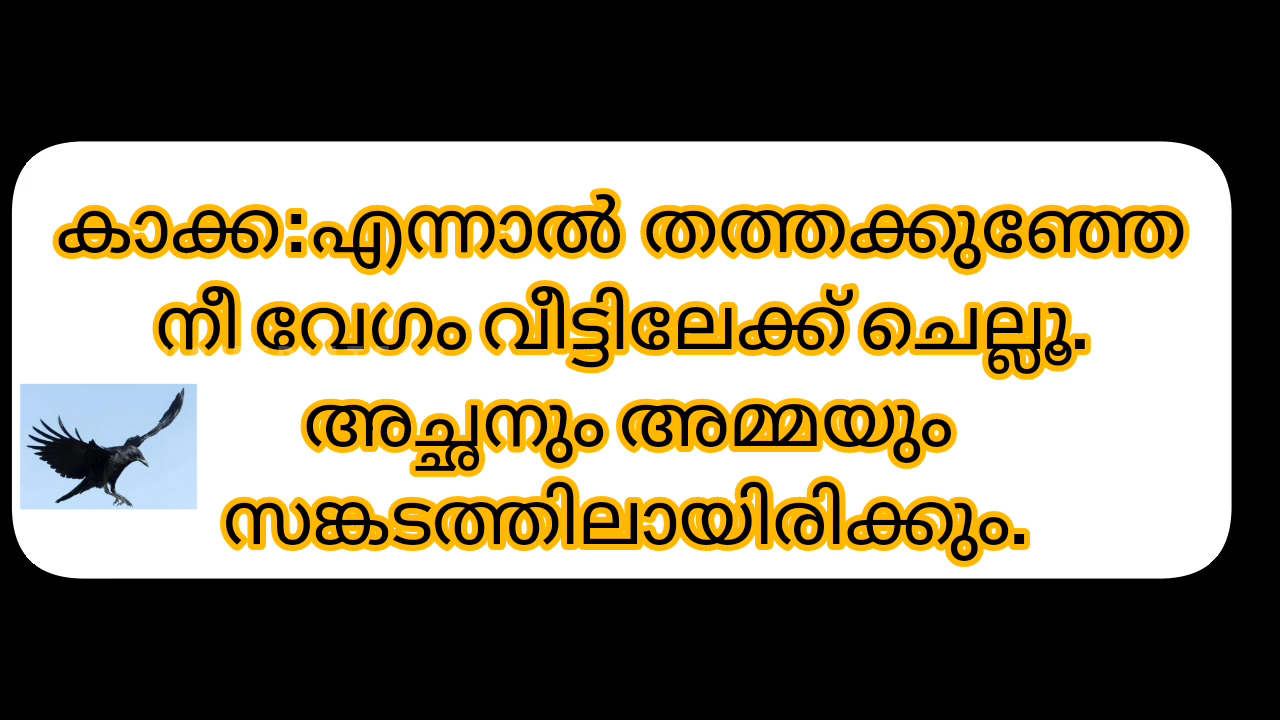 കാക്ക:എന്നാൽ തത്തക്കുഞ്ഞേ
നീ വേഗം വീട്ടിലേക്ക് ചെല്ലൂ.
അച്ഛനും അമ്മയും
സങ്കടത്തിലായിരിക്കും.